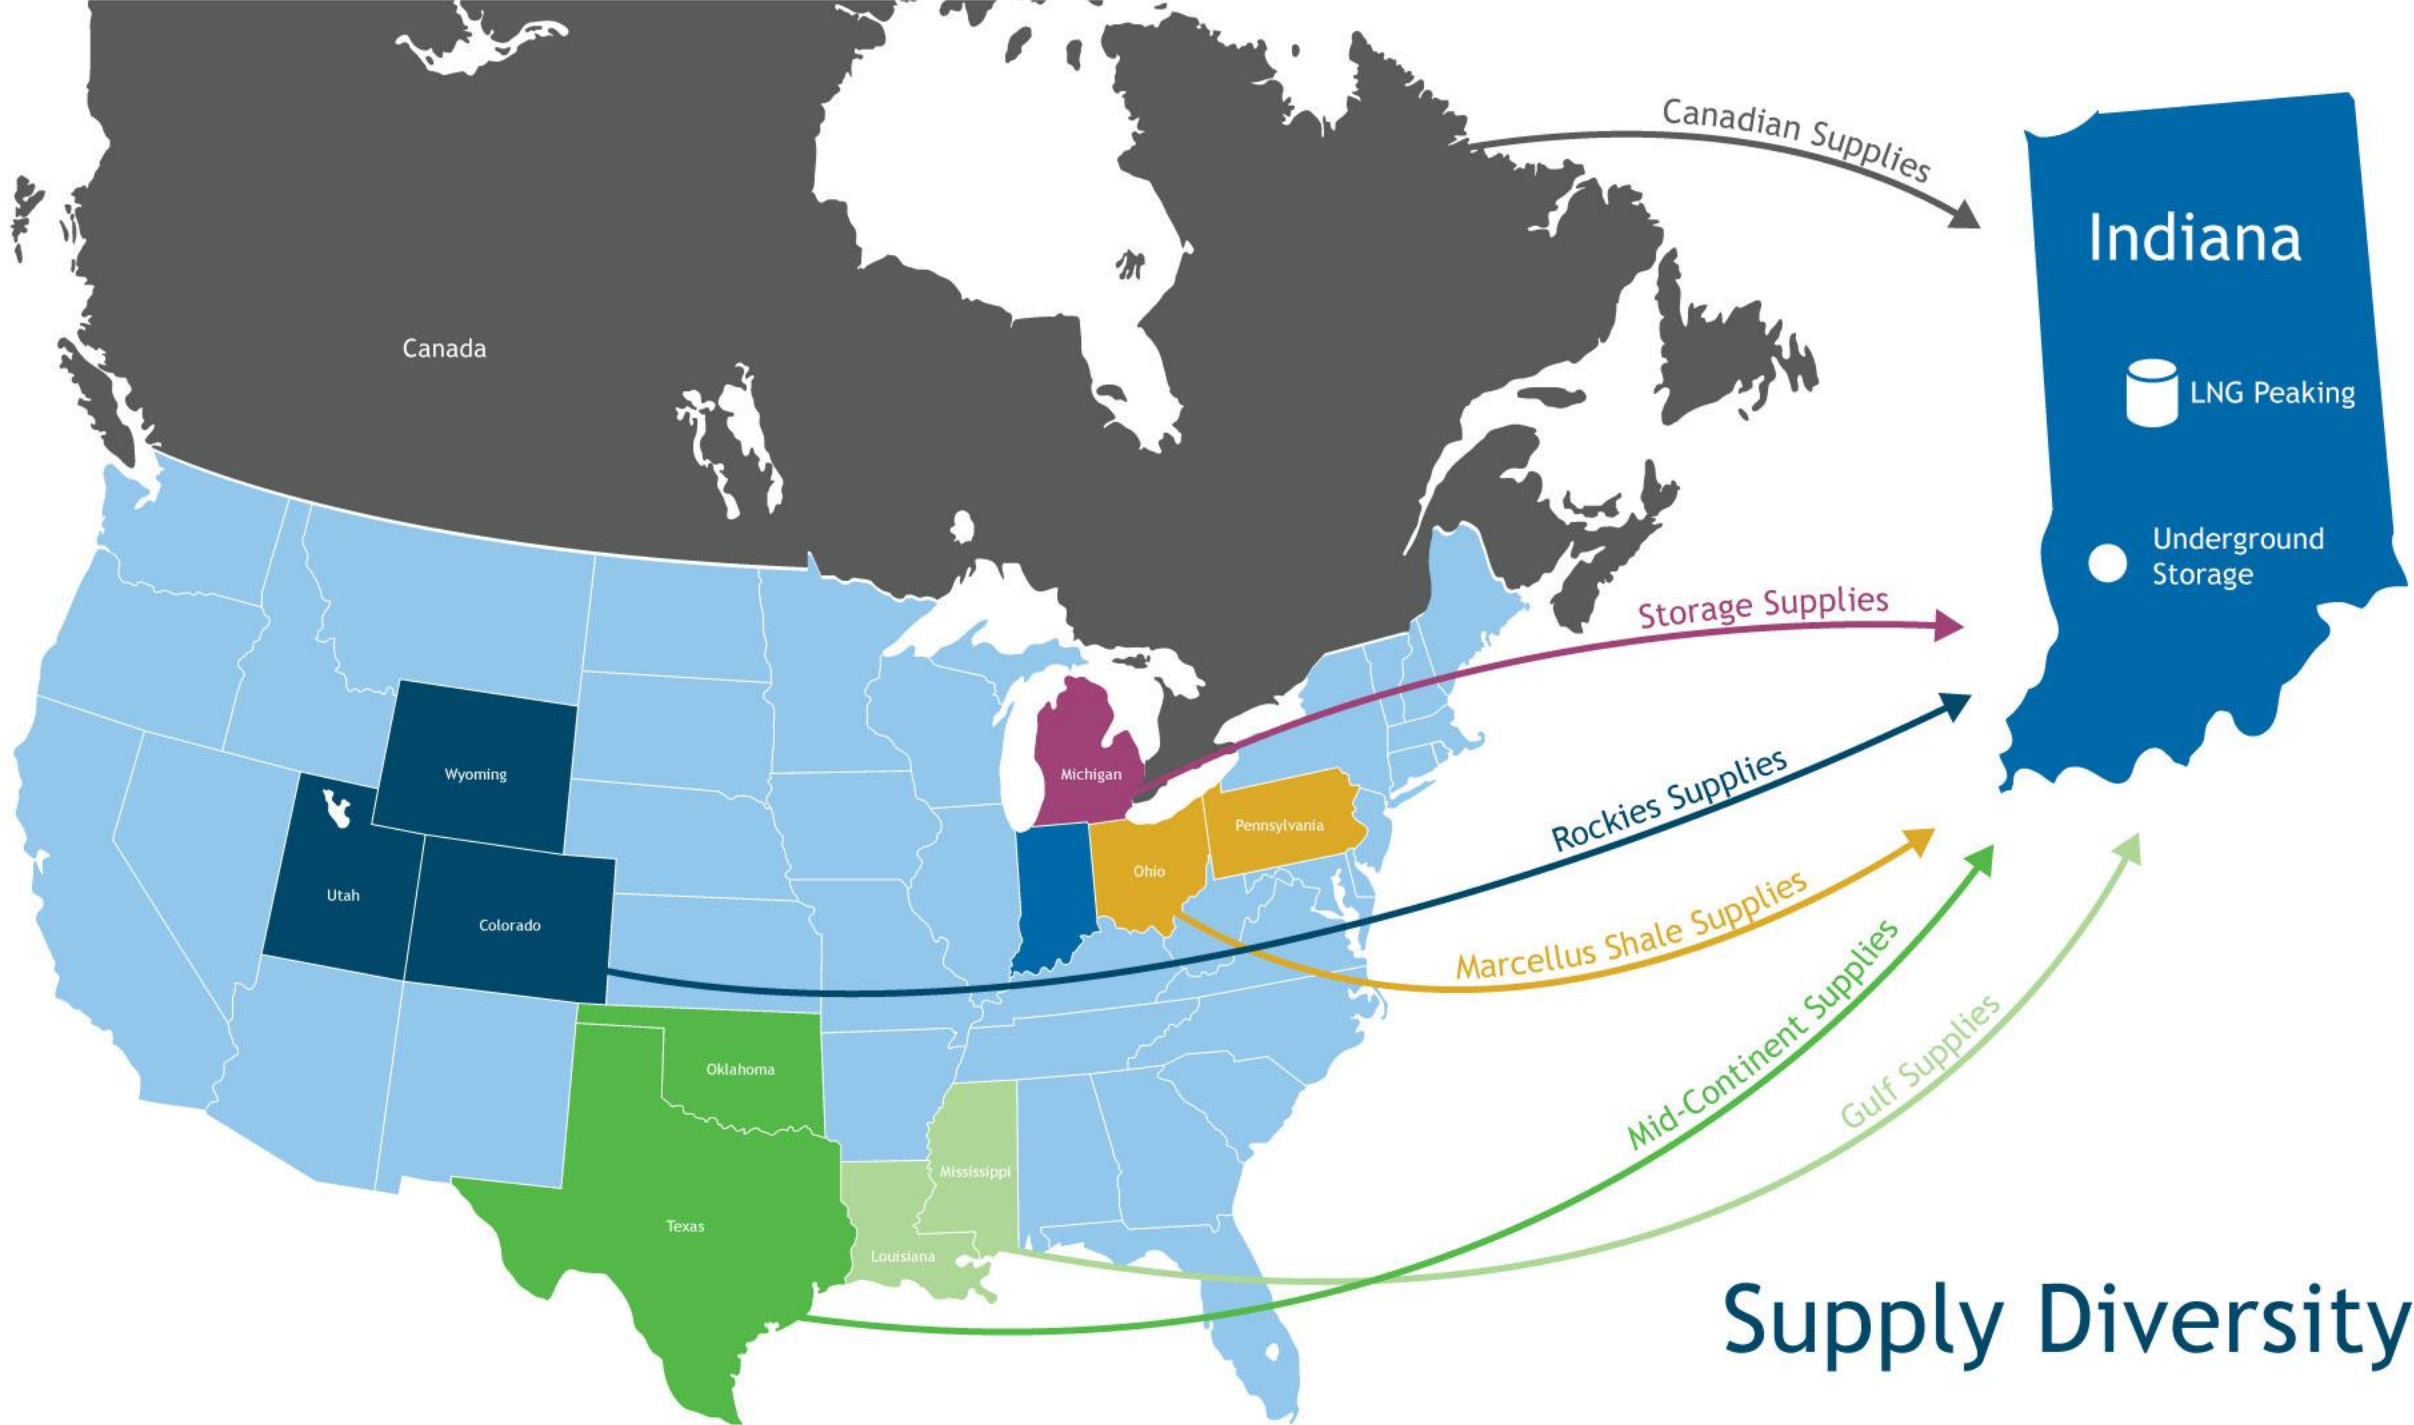 Canadian Supplies
Indiana
Canada
LNG Peaking
Underground
Storage
Storage Supplies
Wyoming
Michigan
Rockies Supplies
Pennsylvania
Ohio
Utah
Colorado
Marcellus Shale Supplies
Mid-Continent Supplies
Gulf Supplies
Oklahoma
Mississippi
Texas
Louisiana
Supply Diversity